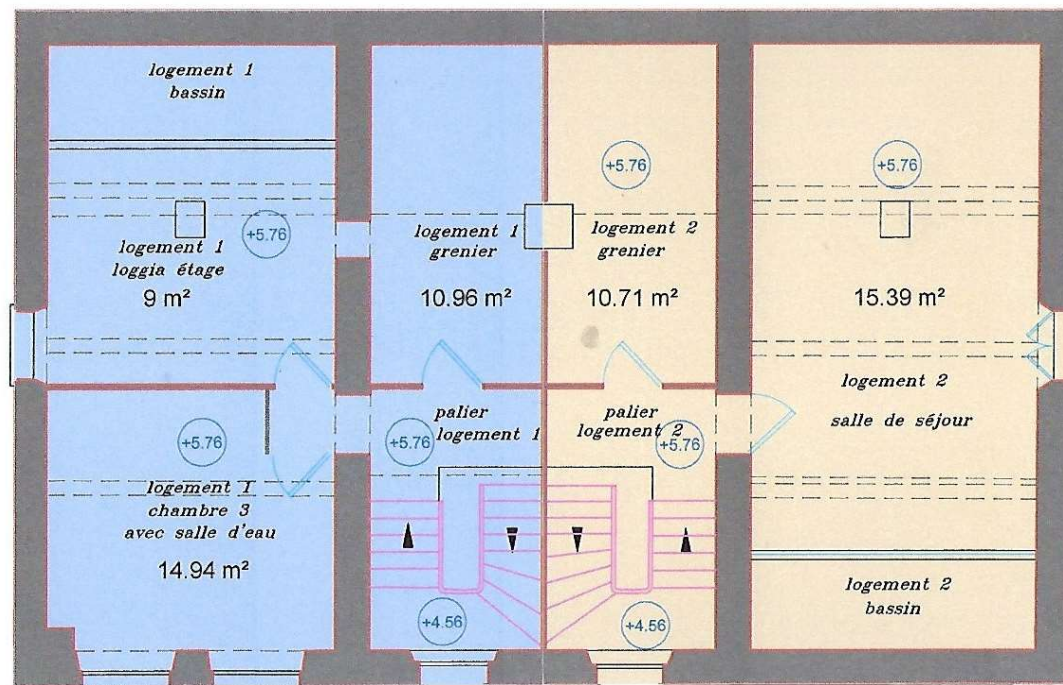 logement 1
bassin
+5.76
+5.76
logement 1
loggia étage
9 m²
+5.76
logement 1
grenier
10.96 m²
logement 2
grenier
10.71 m²
15.39 m²
logement 2
salle de séjour
palier
logement 1
palier
logement 2
+5.76
+5.76
+5.76
logement 1
chambre 3
avec salle d'eau
14.94 m²
+4.56
+4.56
logement 2
bassin